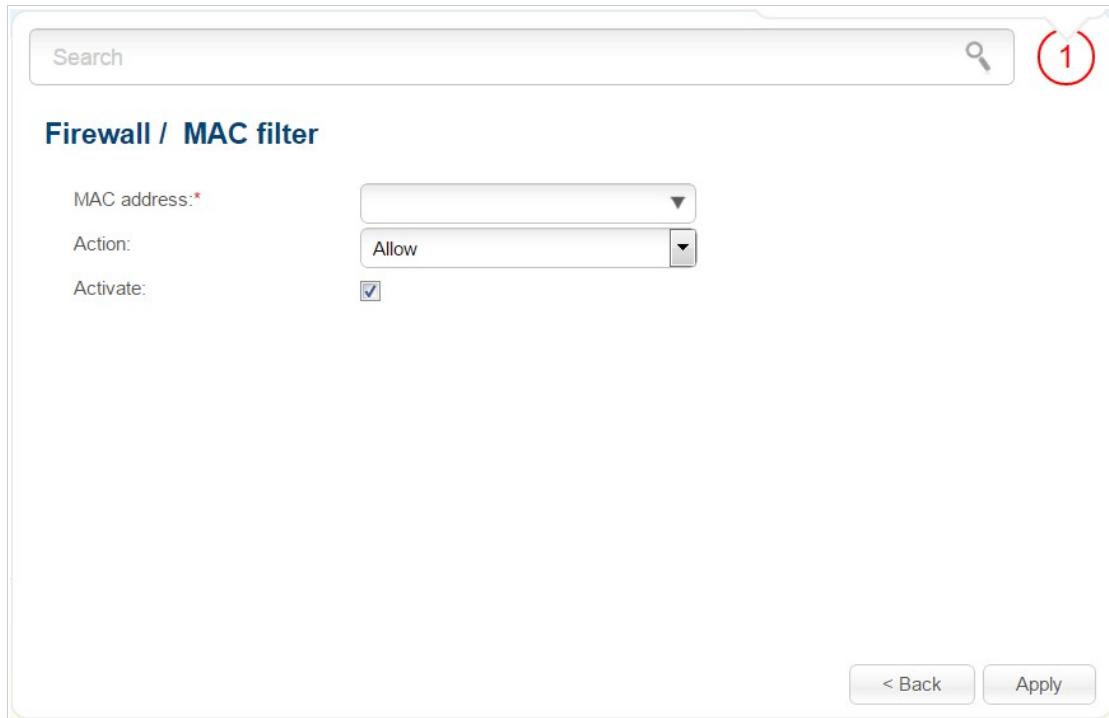 Search
1
Firewall / MAC filter
MAC address:*
Action:
Allow
Activate:
< Back
Apply